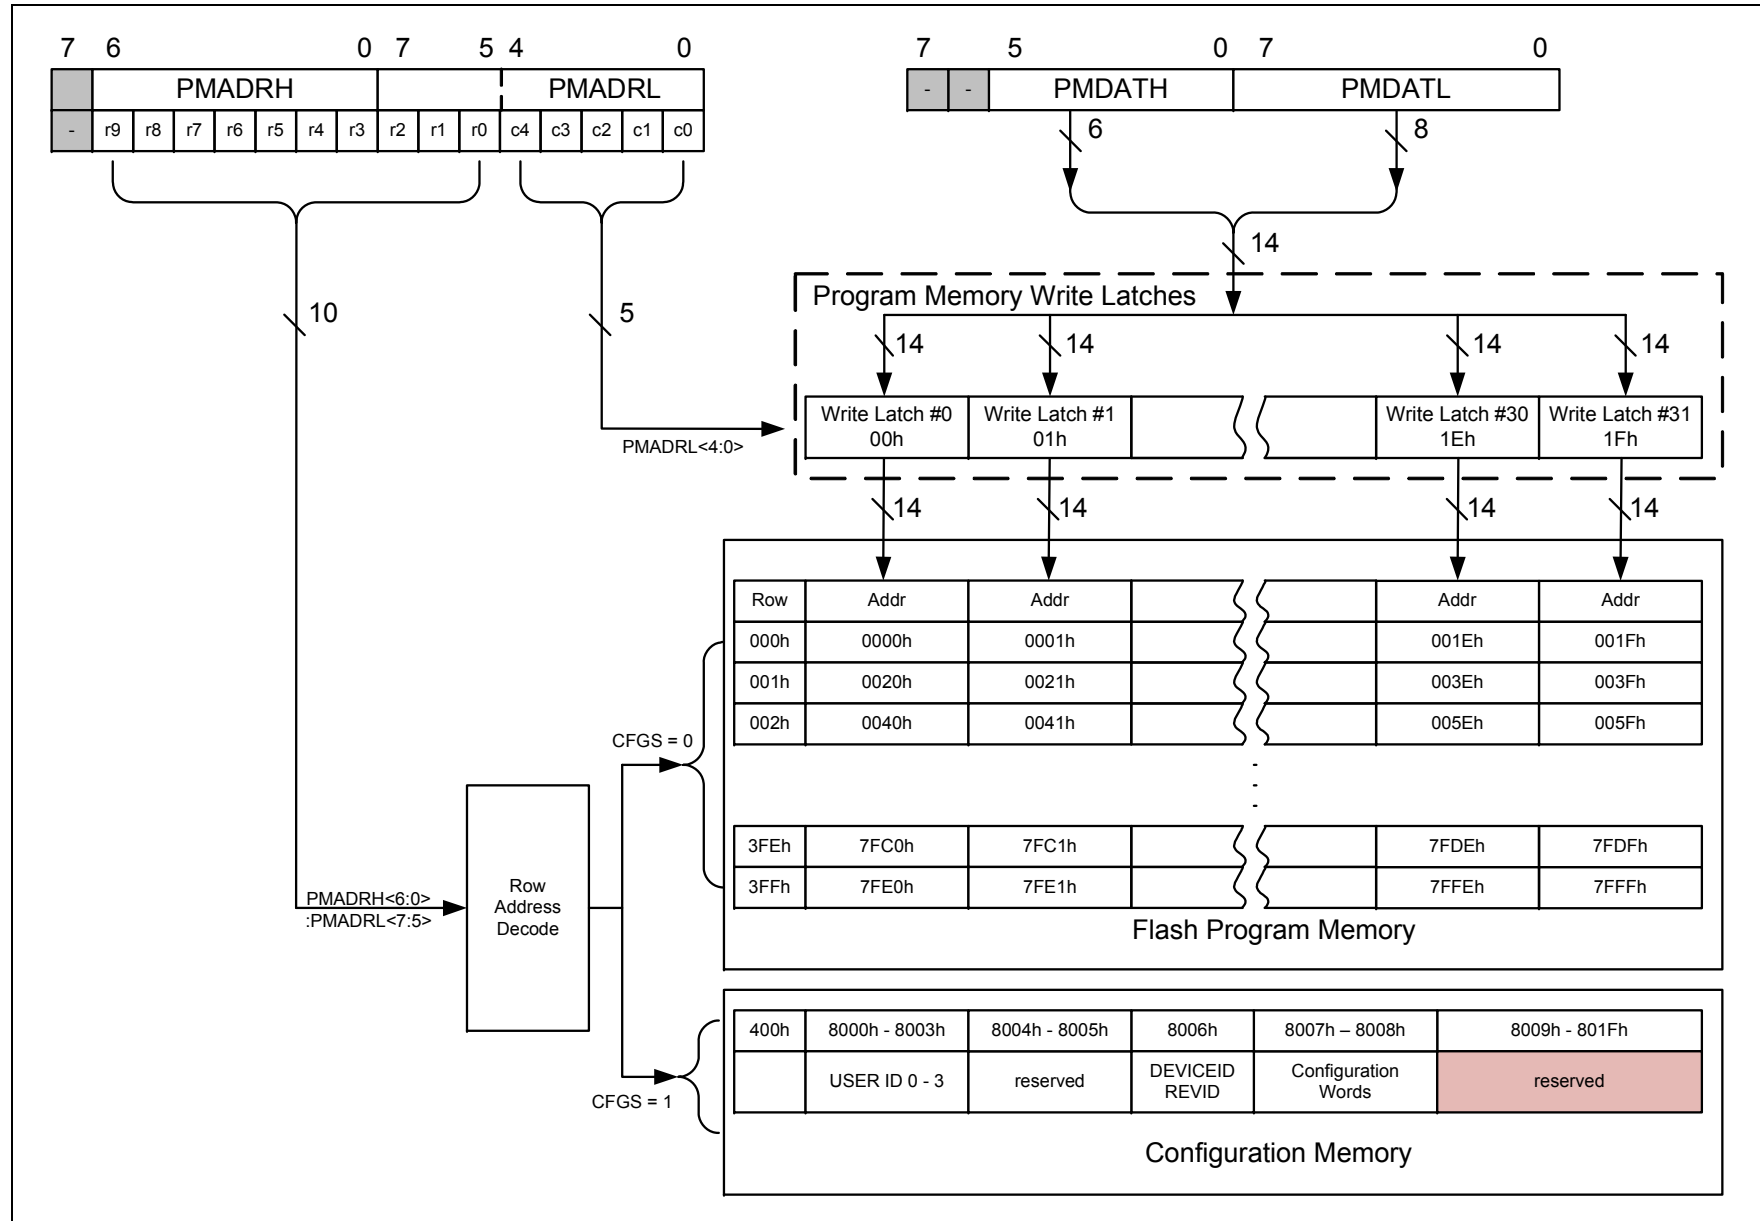 7 6 0 7 5 4 0
PMADRH PMADRL
- r9 r8 r7 r6 r5 r4 r3 r2 r1 r0 c4 c3 c2 c1 c0
7 5 0 7 0
- - PMDATH PMDATL
6 8
14
10
5
Program Memory Write Latches
14 14 14 14
Write Latch #0 Write Latch #1 Write Latch #30 Write Latch #31
00h 01h 1Eh 1Fh
PMADRL<4:0>
14 14 14 14
Row Addr Addr Addr Addr
000h 0000h 0001h 001Eh 001Fh
001h 0020h 0021h 003Eh 003Fh
002h 0040h 0041h 005Eh 005Fh
CFGS = 0
3FEh 7FC0h 7FC1h 7FDEh 7FDFh
3FFh 7FE0h 7FE1h 7FFEh 7FFFh
Flash Program Memory
PMADRH<6:0>
:PMADRL<7:5>
Row
Address
Decode
400h 8000h - 8003h 8004h - 8005h 8006h 8007h – 8008h 8009h - 801Fh
USER ID 0 - 3 reserved DEVICEID Configuration reserved
REVID Words
CFGS = 1
Configuration Memory